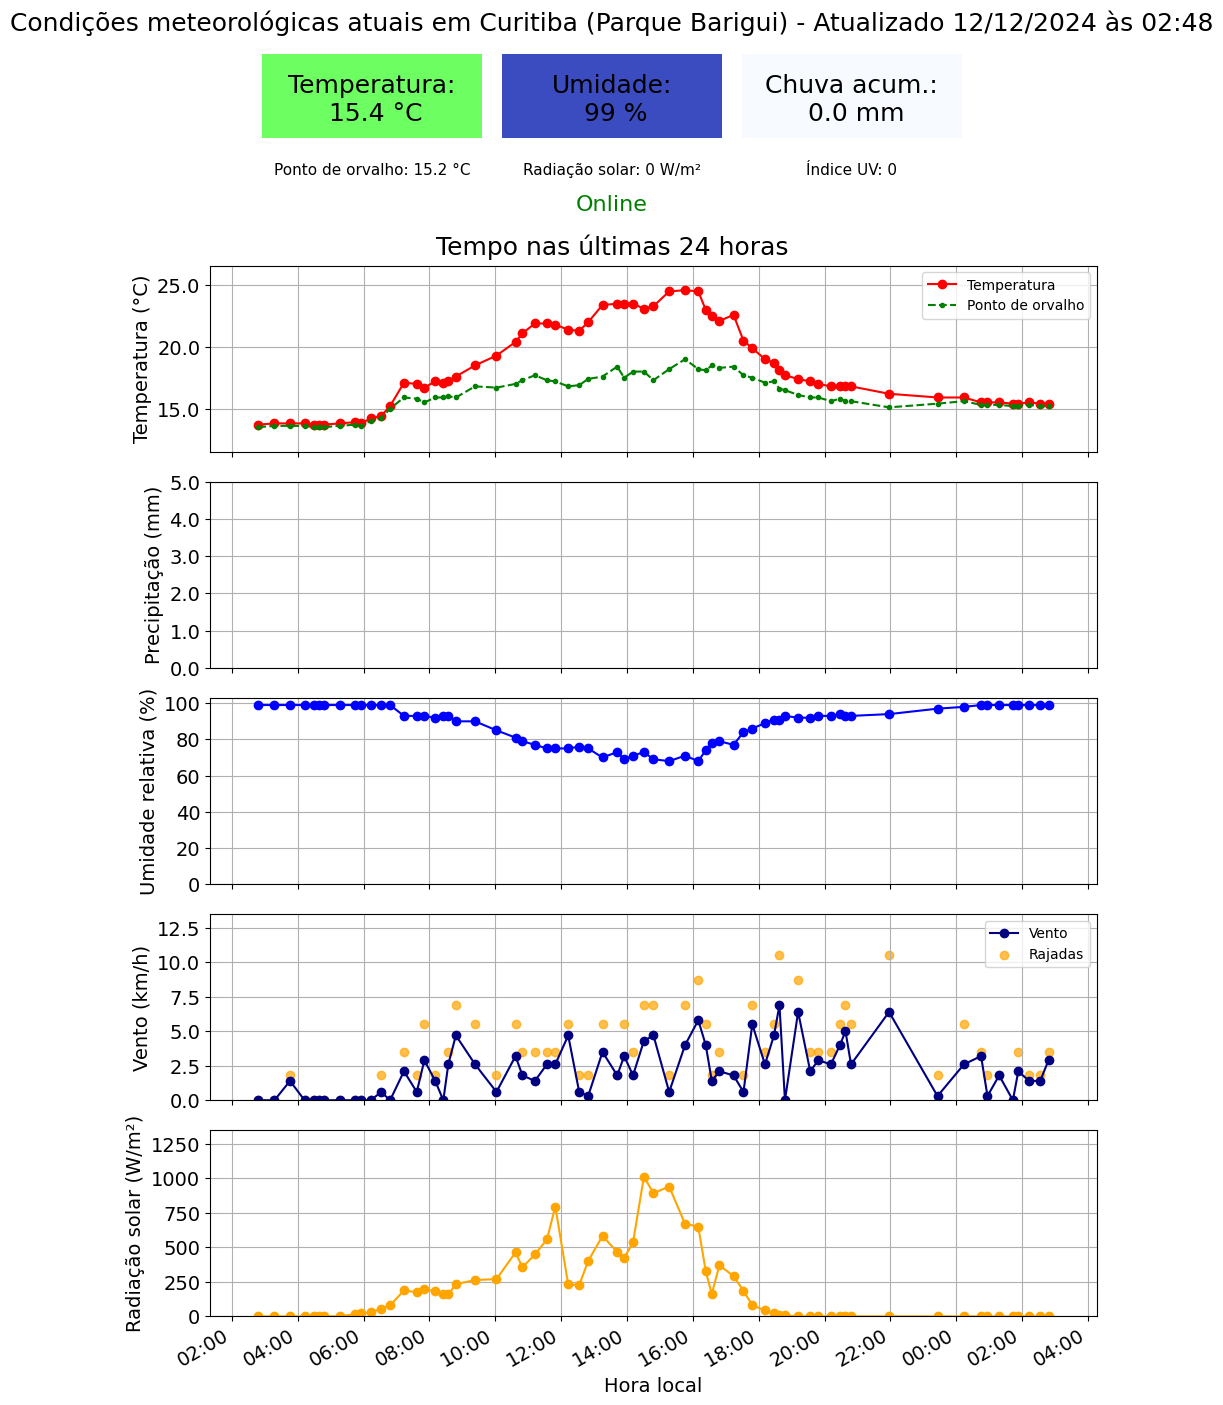 Condições meteorológicas atuais em Curitiba (Parque Barigui) - Atualizado 12/12/2024 às 02:48
Temperatura:
15.4 °C
Umidade:
99 %
Chuva acum.:
0.0 mm
Ponto de orvalho: 15.2 °C
Radiação solar: 0 W/m²
Índice UV: 0
Online
Tempo nas últimas 24 horas
Temperatura (°C)
25.0
20.0
15.0
Temperatura
Ponto de orvalho
Precipitação (mm)
5.0
4.0
3.0
2.0
1.0
0.0
Umidade relativa (%)
100
80
60
40
20
0
Vento (km/h)
12.5
10.0
7.5
5.0
2.5
0.0
Vento
Rajadas
Radiação solar (W/m²)
1250
1000
750
500
250
0
02:00
04:00
06:00
08:00
10:00
12:00
14:00
16:00
18:00
20:00
22:00
00:00
02:00
04:00
Hora local